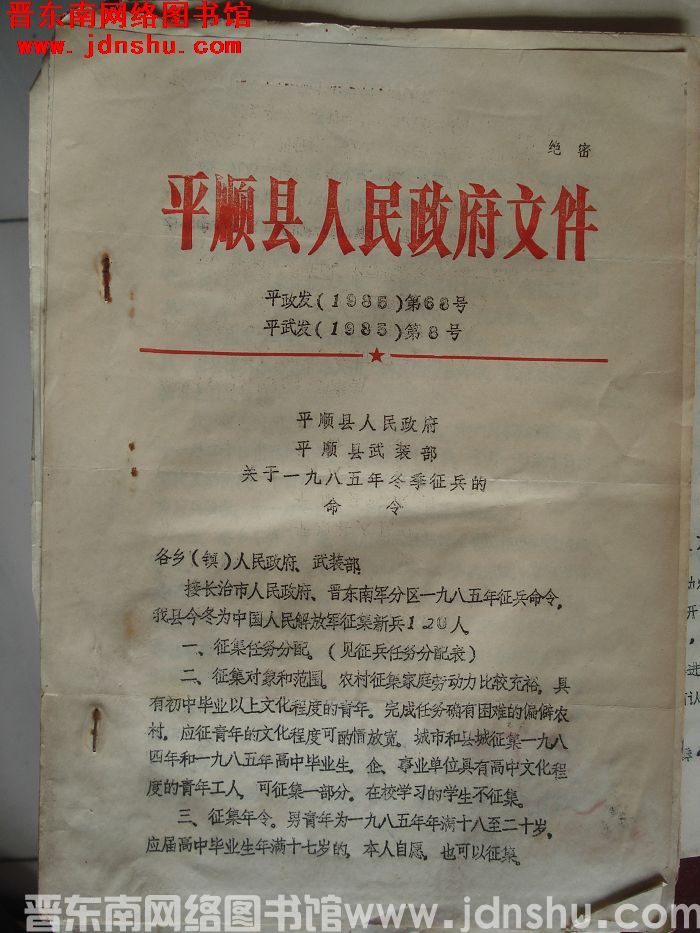 晋东南网络图书馆
www.jdnshu.com
绝 密
平顺县人民政府文件
平政发(1985)第68号
平武发(1985)第8号
平顺县人民政府
平顺县武装部
关于一九八五年冬季征兵的
命 令
各乡(镇)人民政府、武装部:
接长治市人民政府、晋东南军分区一九八五年征兵命令,
我县今冬为中国人民解放军征集新兵120人。
一、征集任务分配。(见征兵任务分配表)
二、征集对象和范围。农村征集家庭劳动力比较充裕,具
有初中毕业以上文化程度的青年。完成任务确有困难的偏僻农
村,应征青年的文化程度可酌情放宽。城市和县城征集一九八
四年和一九八五年高中毕业生,企、事业单位具有高中文化程
度的青年工人,可征集一部分。在校学习的学生不征集。
三、征集年令。男青年为一九八五年年满十八至二十岁,
应届高中毕业生年满十七岁的,本人自愿,也可以征集。
晋东南网络图书馆www.jdnshu.com